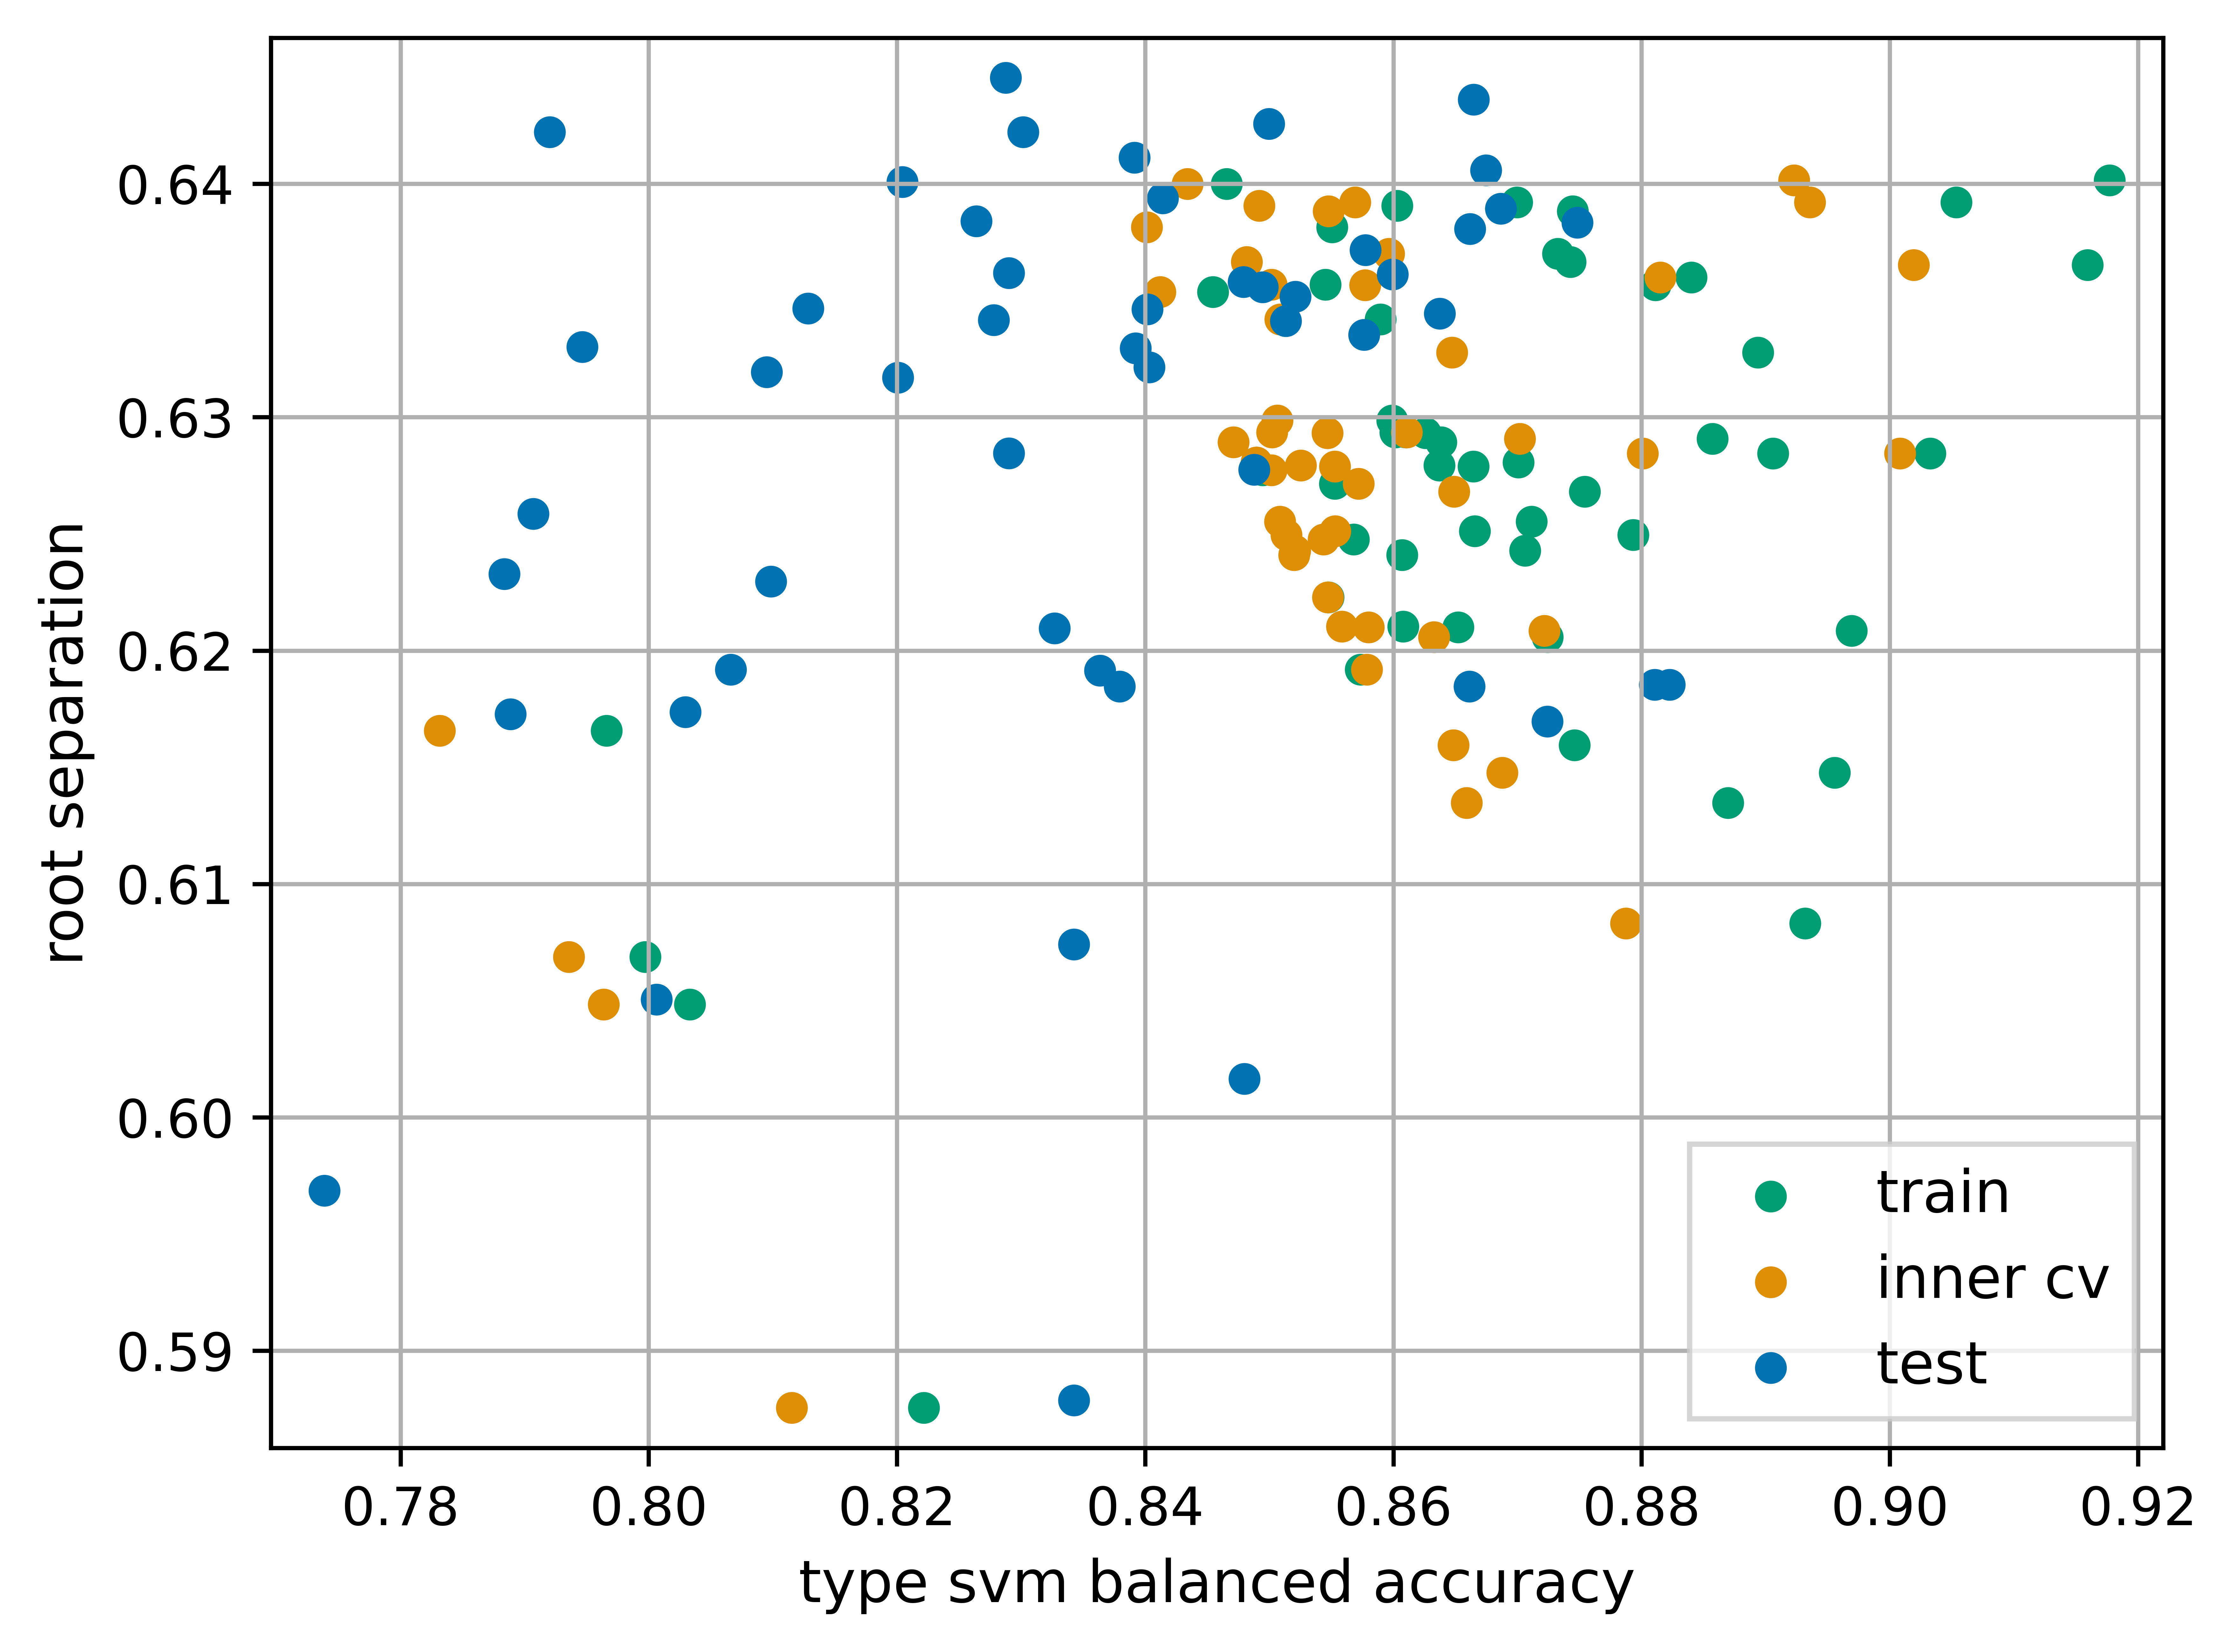 0.64
0.63
0.62
0.61
0.60
0.59
root separation
0.78 0.80 0.82 0.84 0.86 0.88 0.90 0.92
type svm balanced accuracy
train
inner cv
test